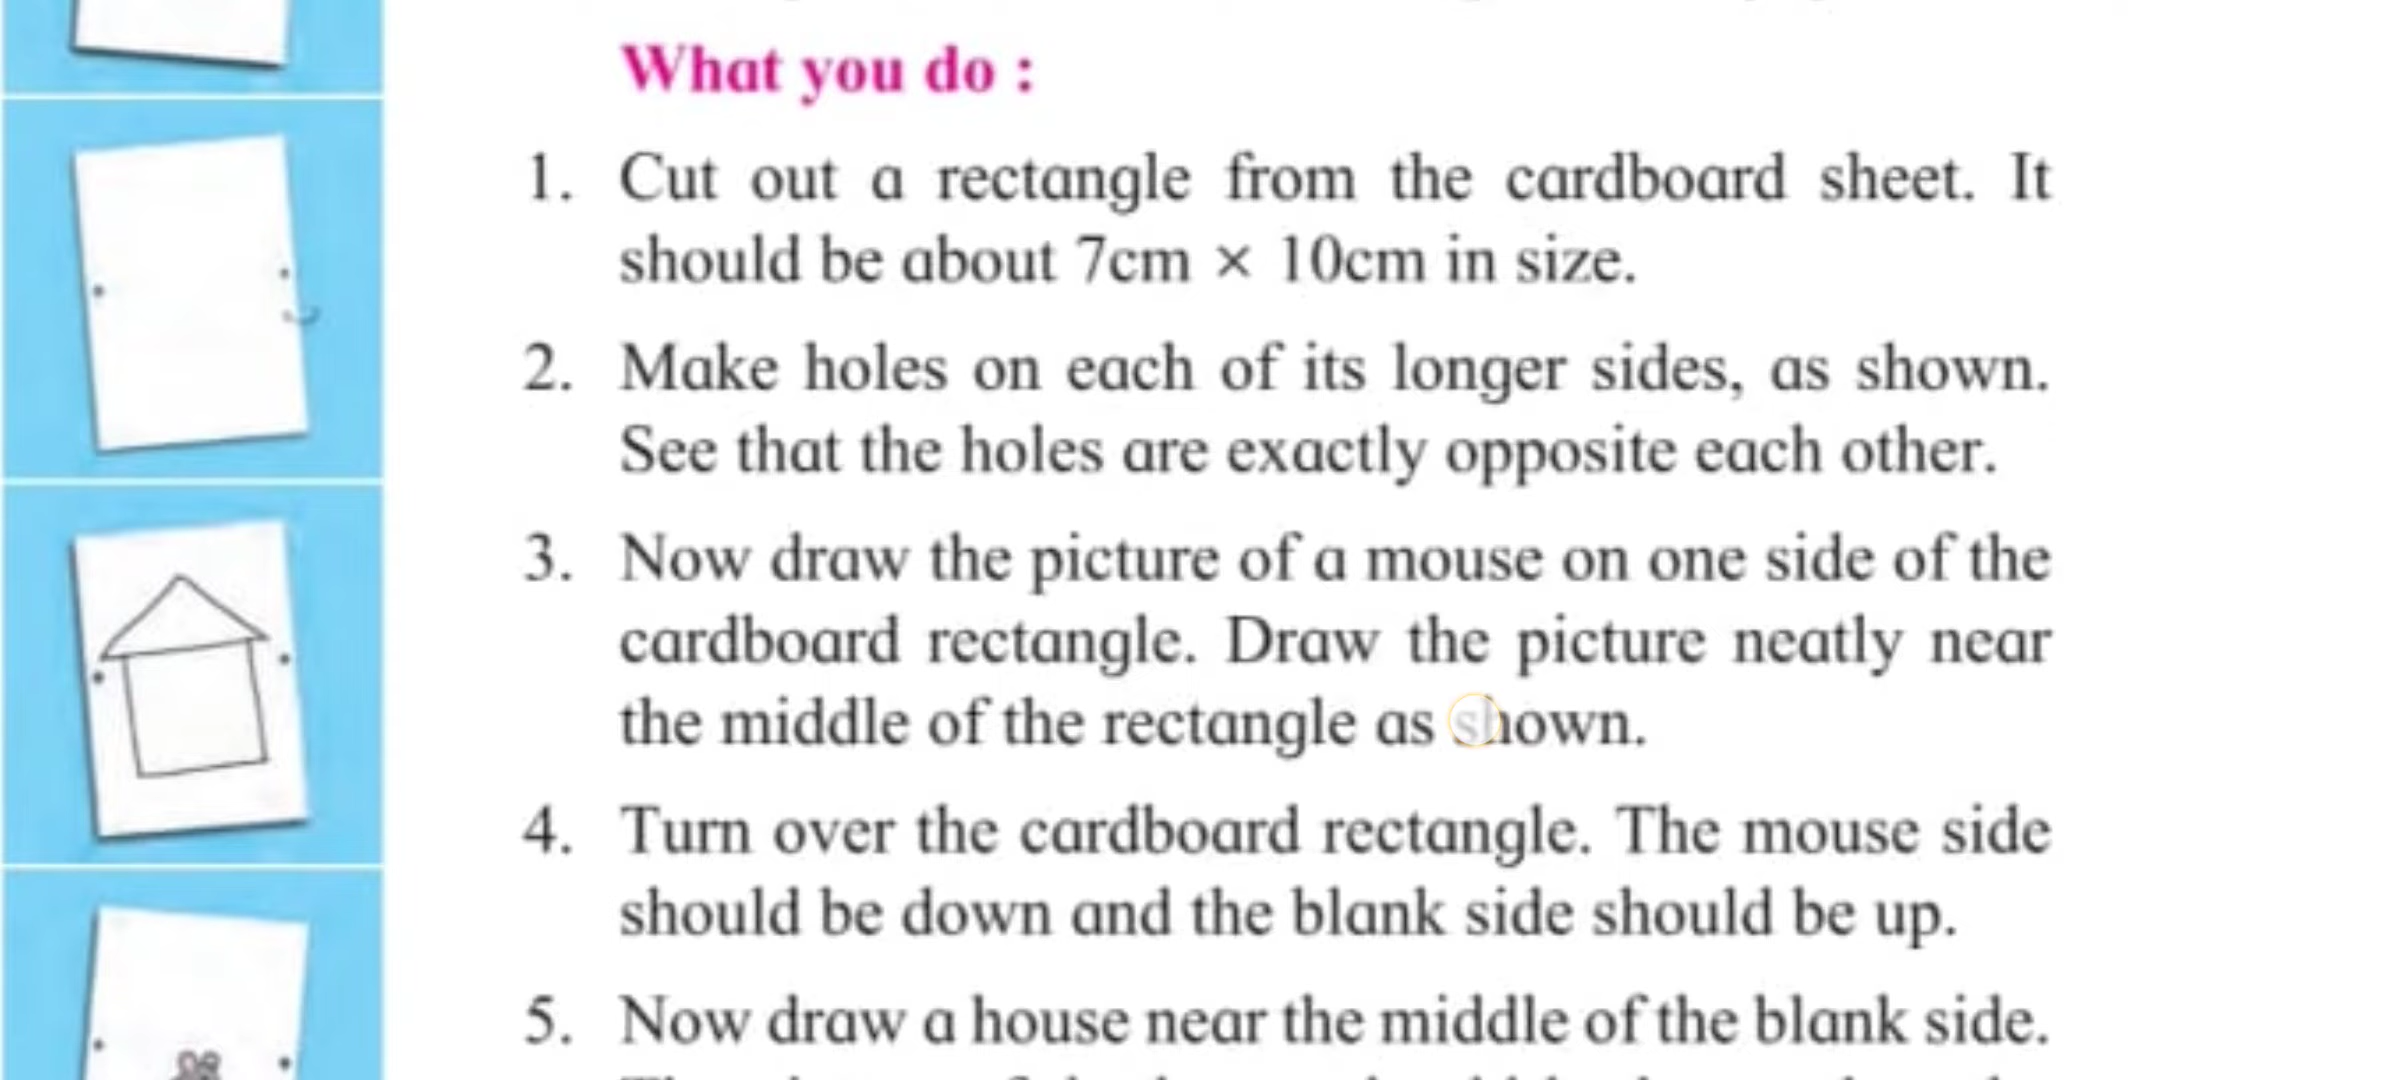 What you do :
1. Cut out a rectangle from the cardboard sheet. It
should be about 7cm × 10cm in size.
2. Make holes on each of its longer sides, as shown.
See that the holes are exactly opposite each other.
3. Now draw the picture of a mouse on one side of the
cardboard rectangle. Draw the picture neatly near
the middle of the rectangle as shown.
4. Turn over the cardboard rectangle. The mouse side
should be down and the blank side should be up.
5. Now draw a house near the middle of the blank side.